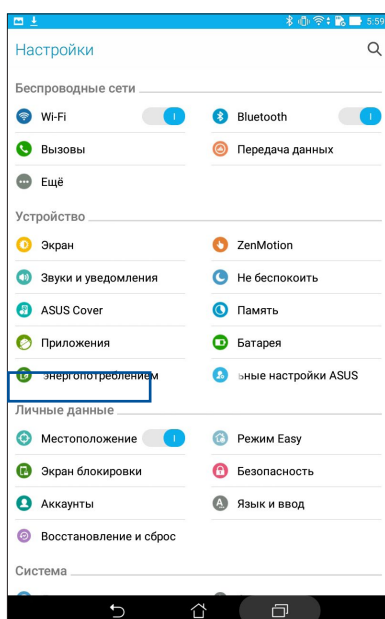 5:59
Настройки
Беспроводные сети
Wi-Fi
Bluetooth
Вызовы
Передача данных
Ещё
Устройство
Экран
ZenMotion
Звуки и уведомления
Не беспокоить
ASUS Cover
Память
Приложения
Батарея
энергопотреблением
ьные настройки ASUS
Личные данные
Местоположение
Режим Easy
Экран блокировки
Безопасность
Аккаунты
Язык и ввод
Восстановление и сброс
Система